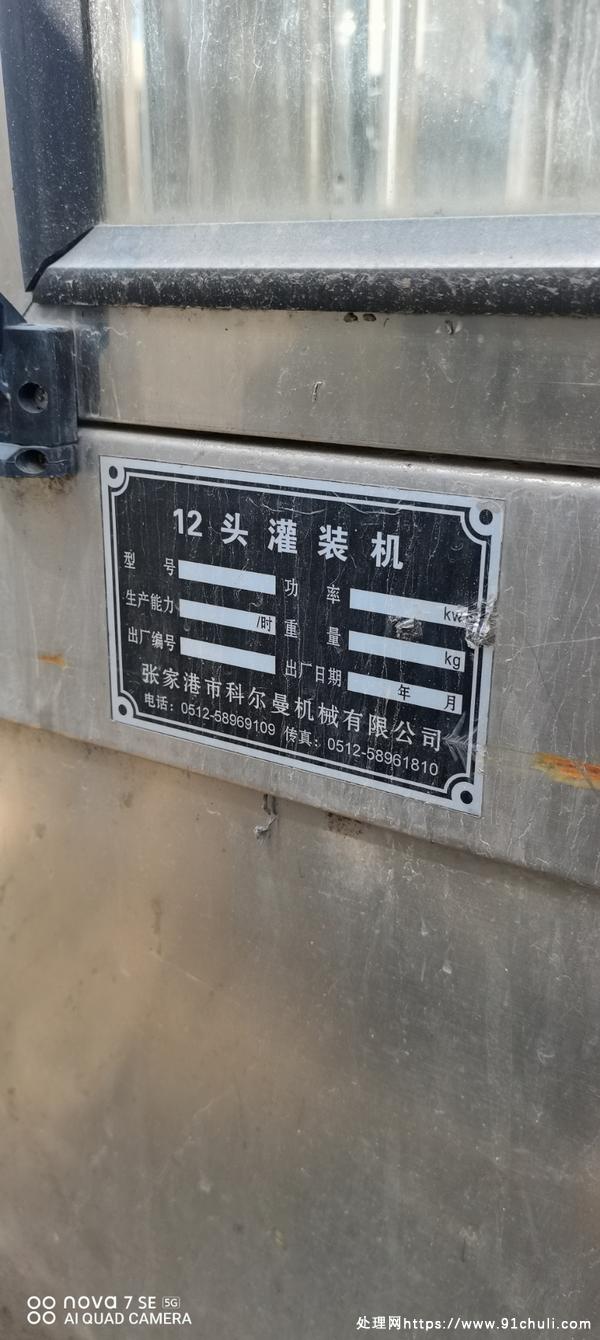 12头灌装机
型 号 功 率 kw
生产能力 /时 重 量 kg
出厂编号 出厂日期 年 月
张家港市科尔曼机械有限公司
电话：0512-58969109 传真：0512-58961810
nova 7 SE 5G
AI QUAD CAMERA
处理网https://www.91chuli.com